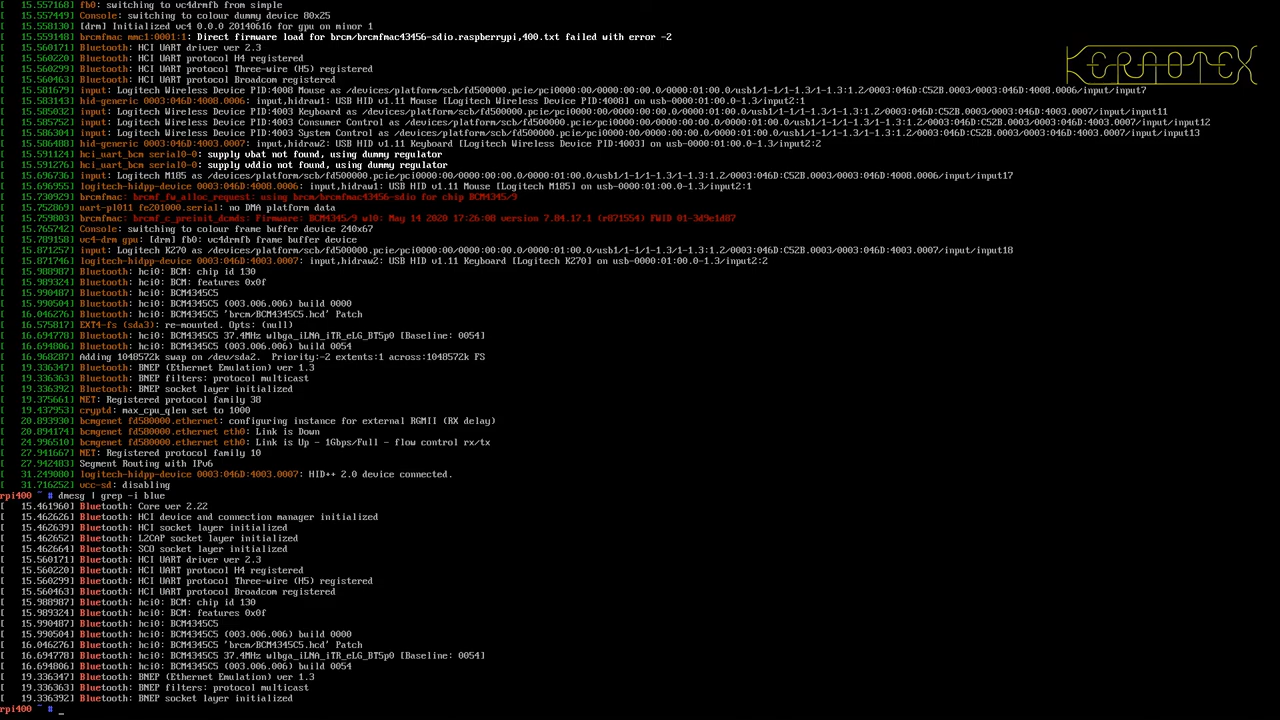 [   15.557168] fb0: switching to vc4drmfb from simple
[   15.557449] Console: switching to colour dummy device 80x25
[   15.558130] [drm] Initialized vc4 0.0.0 20140616 for gpu on minor 1
[   15.559148] brcmfmac mmc1:0001:1: Direct firmware load for brcm/brcmfmac43456-sdio.raspberrypi,400.txt failed with error -2
[   15.560171] Bluetooth: HCI UART driver ver 2.3
[   15.560220] Bluetooth: HCI UART protocol H4 registered
[   15.560299] Bluetooth: HCI UART protocol Three-wire (H5) registered
[   15.560463] Bluetooth: HCI UART protocol Broadcom registered
[   15.581679] input: Logitech Wireless Device PID:4008 Mouse as /devices/platform/scb/fd500000.pcie/pci0000:00/0000:00:00.0/0000:01:00.0/usb1/1-1/1-1.3/1-1.3:1.2/0003:046D:C52B.0003/0003:046D:4008.0006/input/input7
[   15.583143] hid-generic 0003:046D:4008.0006: input,hidraw1: USB HID v1.11 Mouse [Logitech Wireless Device PID:4008] on usb-0000:01:00.0-1.3/input2:1
[   15.585032] input: Logitech Wireless Device PID:4003 Keyboard as /devices/platform/scb/fd500000.pcie/pci0000:00/0000:00:00.0/0000:01:00.0/usb1/1-1/1-1.3/1-1.3:1.2/0003:046D:C52B.0003/0003:046D:4003.0007/input/input11
[   15.585752] input: Logitech Wireless Device PID:4003 Consumer Control as /devices/platform/scb/fd500000.pcie/pci0000:00/0000:00:00.0/0000:01:00.0/usb1/1-1/1-1.3/1-1.3:1.2/0003:046D:C52B.0003/0003:046D:4003.0007/input/input12
[   15.586304] input: Logitech Wireless Device PID:4003 System Control as /devices/platform/scb/fd500000.pcie/pci0000:00/0000:00:00.0/0000:01:00.0/usb1/1-1/1-1.3/1-1.3:1.2/0003:046D:C52B.0003/0003:046D:4003.0007/input/input13
[   15.586488] hid-generic 0003:046D:4003.0007: input,hidraw2: USB HID v1.11 Keyboard [Logitech Wireless Device PID:4003] on usb-0000:01:00.0-1.3/input2:2
[   15.591124] hci_uart_bcm serial0-0: supply vbat not found, using dummy regulator
[   15.591276] hci_uart_bcm serial0-0: supply vddio not found, using dummy regulator
[   15.696736] input: Logitech M185 as /devices/platform/scb/fd500000.pcie/pci0000:00/0000:00:00.0/0000:01:00.0/usb1/1-1/1-1.3/1-1.3:1.2/0003:046D:C52B.0003/0003:046D:4008.0006/input/input17
[   15.696955] logitech-hidpp-device 0003:046D:4008.0006: input,hidraw1: USB HID v1.11 Mouse [Logitech M185] on usb-0000:01:00.0-1.3/input2:1
[   15.730929] brcmfmac: brcmf_fw_alloc_request: using brcm/brcmfmac43456-sdio for chip BCM4345/9
[   15.752869] uart-pl011 fe201000.serial: no DMA platform data
[   15.759803] brcmfmac: brcmf_c_preinit_dcmds: Firmware: BCM4345/9 wl0: May 14 2020 17:26:08 version 7.84.17.1 (r871554) FWID 01-3d9e1d87
[   15.765742] Console: switching to colour frame buffer device 240x67
[   15.789158] vc4-drm gpu: [drm] fb0: vc4drmfb frame buffer device
[   15.871257] input: Logitech K270 as /devices/platform/scb/fd500000.pcie/pci0000:00/0000:00:00.0/0000:01:00.0/usb1/1-1/1-1.3/1-1.3:1.2/0003:046D:C52B.0003/0003:046D:4003.0007/input/input18
[   15.871746] logitech-hidpp-device 0003:046D:4003.0007: input,hidraw2: USB HID v1.11 Keyboard [Logitech K270] on usb-0000:01:00.0-1.3/input2:2
[   15.988987] Bluetooth: hci0: BCM: chip id 130
[   15.989324] Bluetooth: hci0: BCM: features 0x0f
[   15.990487] Bluetooth: hci0: BCM4345C5
[   15.990504] Bluetooth: hci0: BCM4345C5 (003.006.006) build 0000
[   16.046276] Bluetooth: hci0: BCM4345C5 'brcm/BCM4345C5.hcd' Patch
[   16.575817] EXT4-fs (sda3): re-mounted. Opts: (null)
[   16.694778] Bluetooth: hci0: BCM4345C5 37.4MHz wlbga_iLNA_iTR_eLG_BT5p0 [Baseline: 0054]
[   16.694806] Bluetooth: hci0: BCM4345C5 (003.006.006) build 0054
[   16.968287] Adding 1048572k swap on /dev/sda2.  Priority:-2 extents:1 across:1048572k FS
[   19.336347] Bluetooth: BNEP (Ethernet Emulation) ver 1.3
[   19.336363] Bluetooth: BNEP filters: protocol multicast
[   19.336392] Bluetooth: BNEP socket layer initialized
[   19.375661] NET: Registered protocol family 38
[   19.437953] cryptd: max_cpu_qlen set to 1000
[   20.893930] bcmgenet fd580000.ethernet: configuring instance for external RGMII (RX delay)
[   20.894174] bcmgenet fd580000.ethernet eth0: Link is Down
[   24.996510] bcmgenet fd580000.ethernet eth0: Link is Up - 1Gbps/Full - flow control rx/tx
[   27.941667] NET: Registered protocol family 10
[   27.942483] Segment Routing with IPv6
[   31.249080] logitech-hidpp-device 0003:046D:4003.0007: HID++ 2.0 device connected.
[   31.716252] vcc-sd: disabling
rpi400 ~ # dmesg | grep -i blue
[   15.461960] Bluetooth: Core ver 2.22
[   15.462626] Bluetooth: HCI device and connection manager initialized
[   15.462639] Bluetooth: HCI socket layer initialized
[   15.462652] Bluetooth: L2CAP socket layer initialized
[   15.462664] Bluetooth: SCO socket layer initialized
[   15.560171] Bluetooth: HCI UART driver ver 2.3
[   15.560220] Bluetooth: HCI UART protocol H4 registered
[   15.560299] Bluetooth: HCI UART protocol Three-wire (H5) registered
[   15.560463] Bluetooth: HCI UART protocol Broadcom registered
[   15.988987] Bluetooth: hci0: BCM: chip id 130
[   15.989324] Bluetooth: hci0: BCM: features 0x0f
[   15.990487] Bluetooth: hci0: BCM4345C5
[   15.990504] Bluetooth: hci0: BCM4345C5 (003.006.006) build 0000
[   16.046276] Bluetooth: hci0: BCM4345C5 'brcm/BCM4345C5.hcd' Patch
[   16.694778] Bluetooth: hci0: BCM4345C5 37.4MHz wlbga_iLNA_iTR_eLG_BT5p0 [Baseline: 0054]
[   16.694806] Bluetooth: hci0: BCM4345C5 (003.006.006) build 0054
[   19.336347] Bluetooth: BNEP (Ethernet Emulation) ver 1.3
[   19.336363] Bluetooth: BNEP filters: protocol multicast
[   19.336392] Bluetooth: BNEP socket layer initialized
rpi400 ~ # _